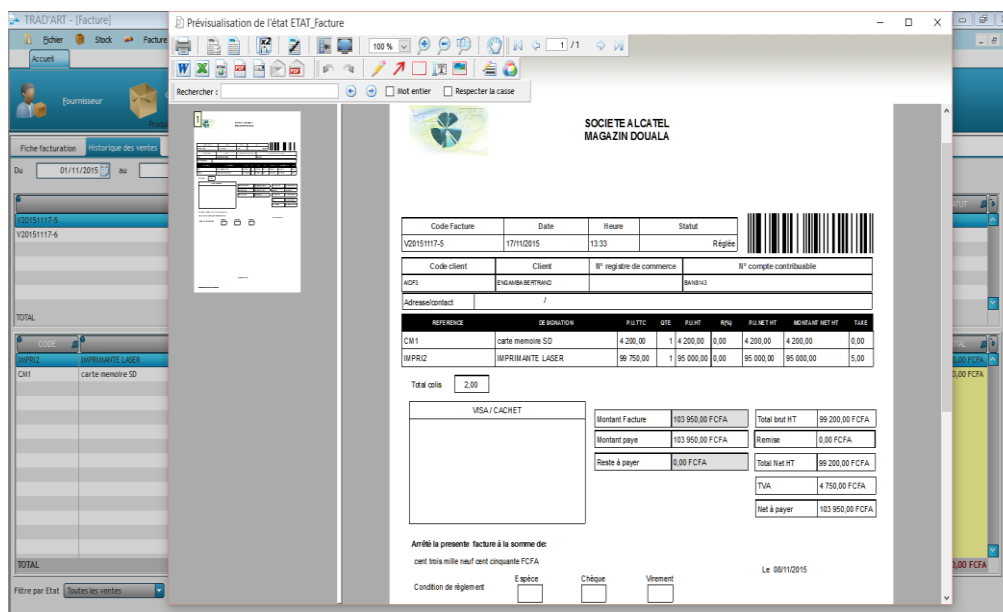 TRAD'ART - [Facture]
Fichier Stock Facture
Accueil
Fournisseur
Produ
Fiche facturation Historique des ventes
Du 01/11/2015 au
V20151117-5
V20151117-6
TOTAL
CODE
IMPRI2 IMPRIMANTE LASER
CM1 carte memoire SD
TOTAL
Filtre par Etat Toutes les ventes
Prévisualisation de l'état ETAT_Facture
100 % 1 /1
Rechercher : Mot entier Respecter la casse
1
SOCIETE ALCATEL
MAGAZIN DOUALA
Code Facture Date Heure Statut
V20151117-5 17/11/2015 13:33 Réglée
Code client Client N° registre de commerce N° compte contribuable
AIDF3 ENGAMBA BERTRAND BANS143
Adresse/contact /
REFERENCE DESIGNATION P.U.TTC QTE P.U.HT R(%) P.U.NET HT MONTANT NET HT TAXE
CM1 carte memoire SD 4 200,00 1 4 200,00 0,00 4 200,00 4 200,00 0,00
IMPRI2 IMPRIMANTE LASER 99 750,00 1 95 000,00 0,00 95 000,00 95 000,00 5,00
Total colis 2,00
VISA / CACHET
Montant Facture 103 950,00 FCFA Total brut HT 99 200,00 FCFA
Montant paye 103 950,00 FCFA Remise 0,00 FCFA
Reste à payer 0,00 FCFA Total Net HT 99 200,00 FCFA
TVA 4 750,00 FCFA
Net à payer 103 950,00 FCFA
Arrêté la presente facture à la somme de:
cent trois mille neuf cent cinquante FCFA
Le 08/11/2015
Condition de règlement Espèce Chèque Virement